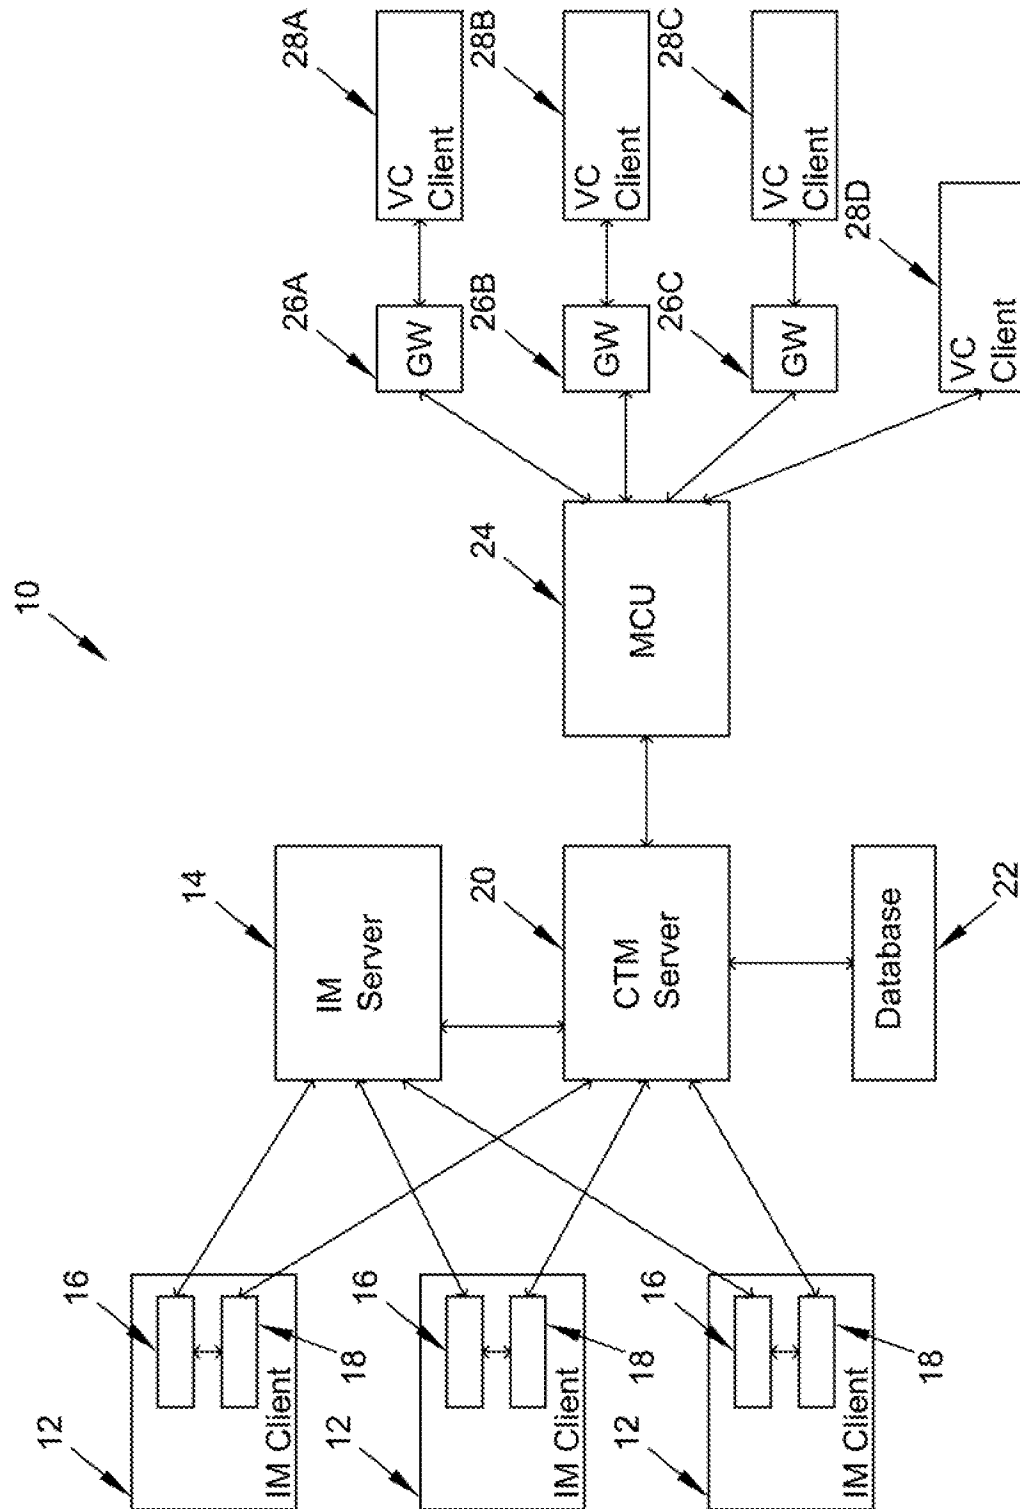 10
12
16
18
IM Client
12
16
18
IM Client
12
16
18
IM Client
14
IM
Server
20
CTM
Server
Database
22
24
MCU
26A
GW
26B
GW
26C
GW
28A
VC
Client
28B
VC
Client
28C
VC
Client
28D
VC
Client